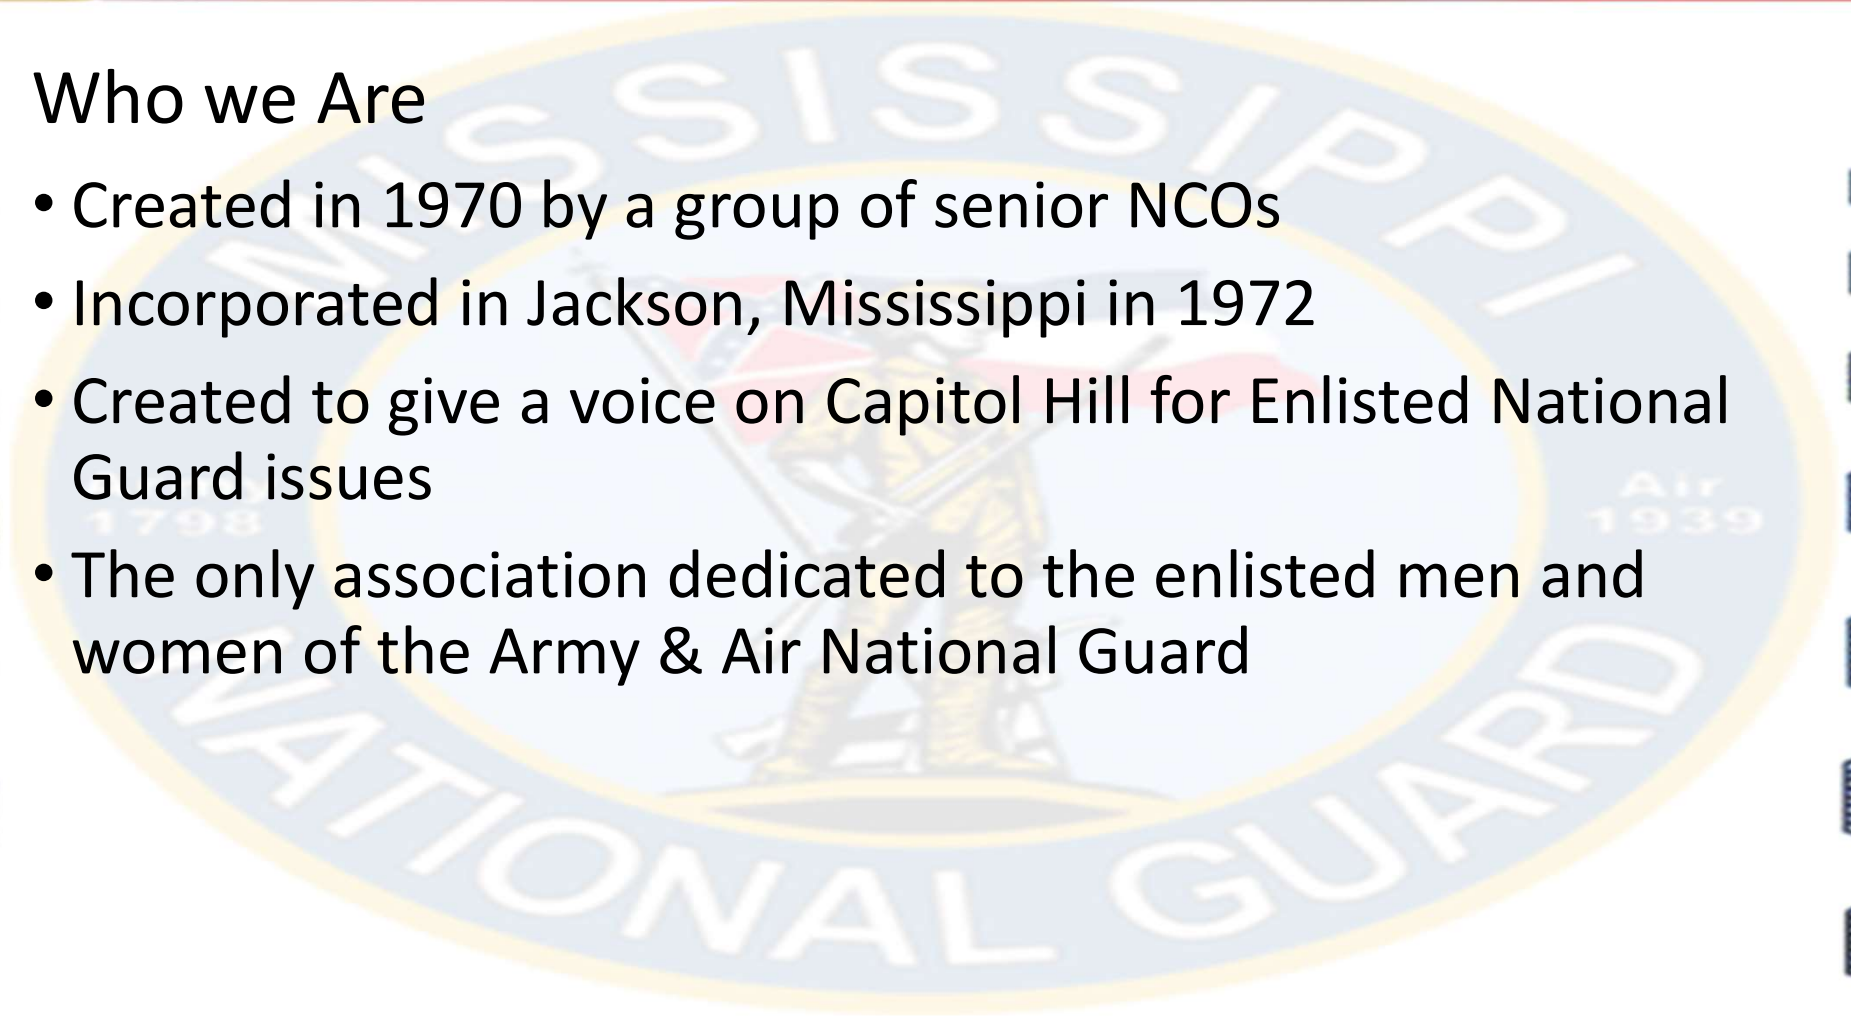 Who we Are
• Created in 1970 by a group of senior NCOs
• Incorporated in Jackson, Mississippi in 1972
• Created to give a voice on Capitol Hill for Enlisted National
Guard issues
• The only association dedicated to the enlisted men and
women of the Army & Air National Guard
MISSISSIPPI
1798
Air
1939
NATIONAL GUARD